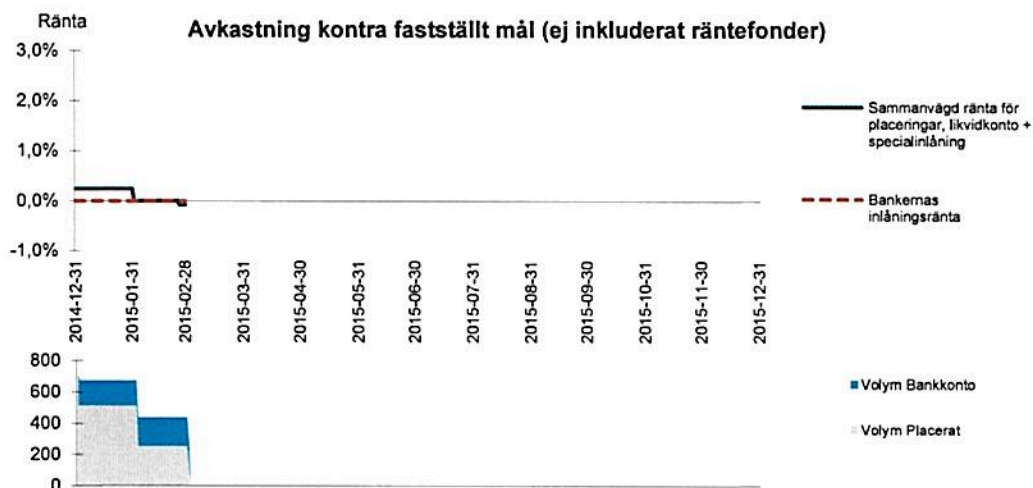 Ränta
Avkastning kontra fastställt mål (ej inkluderat räntefonder)
3,0%
2,0%
1,0%
0,0%
-1,0%
Sammanvägd ränta för
placeringar, likvidkonto +
specialinlåning
Bankernas
inlåningsränta
2014-12-31
2015-01-31
2015-02-28
2015-03-31
2015-04-30
2015-05-31
2015-06-30
2015-07-31
2015-08-31
2015-09-30
2015-10-31
2015-11-30
2015-12-31
800
600
400
200
0
Volym Bankkonto
Volym Placerat